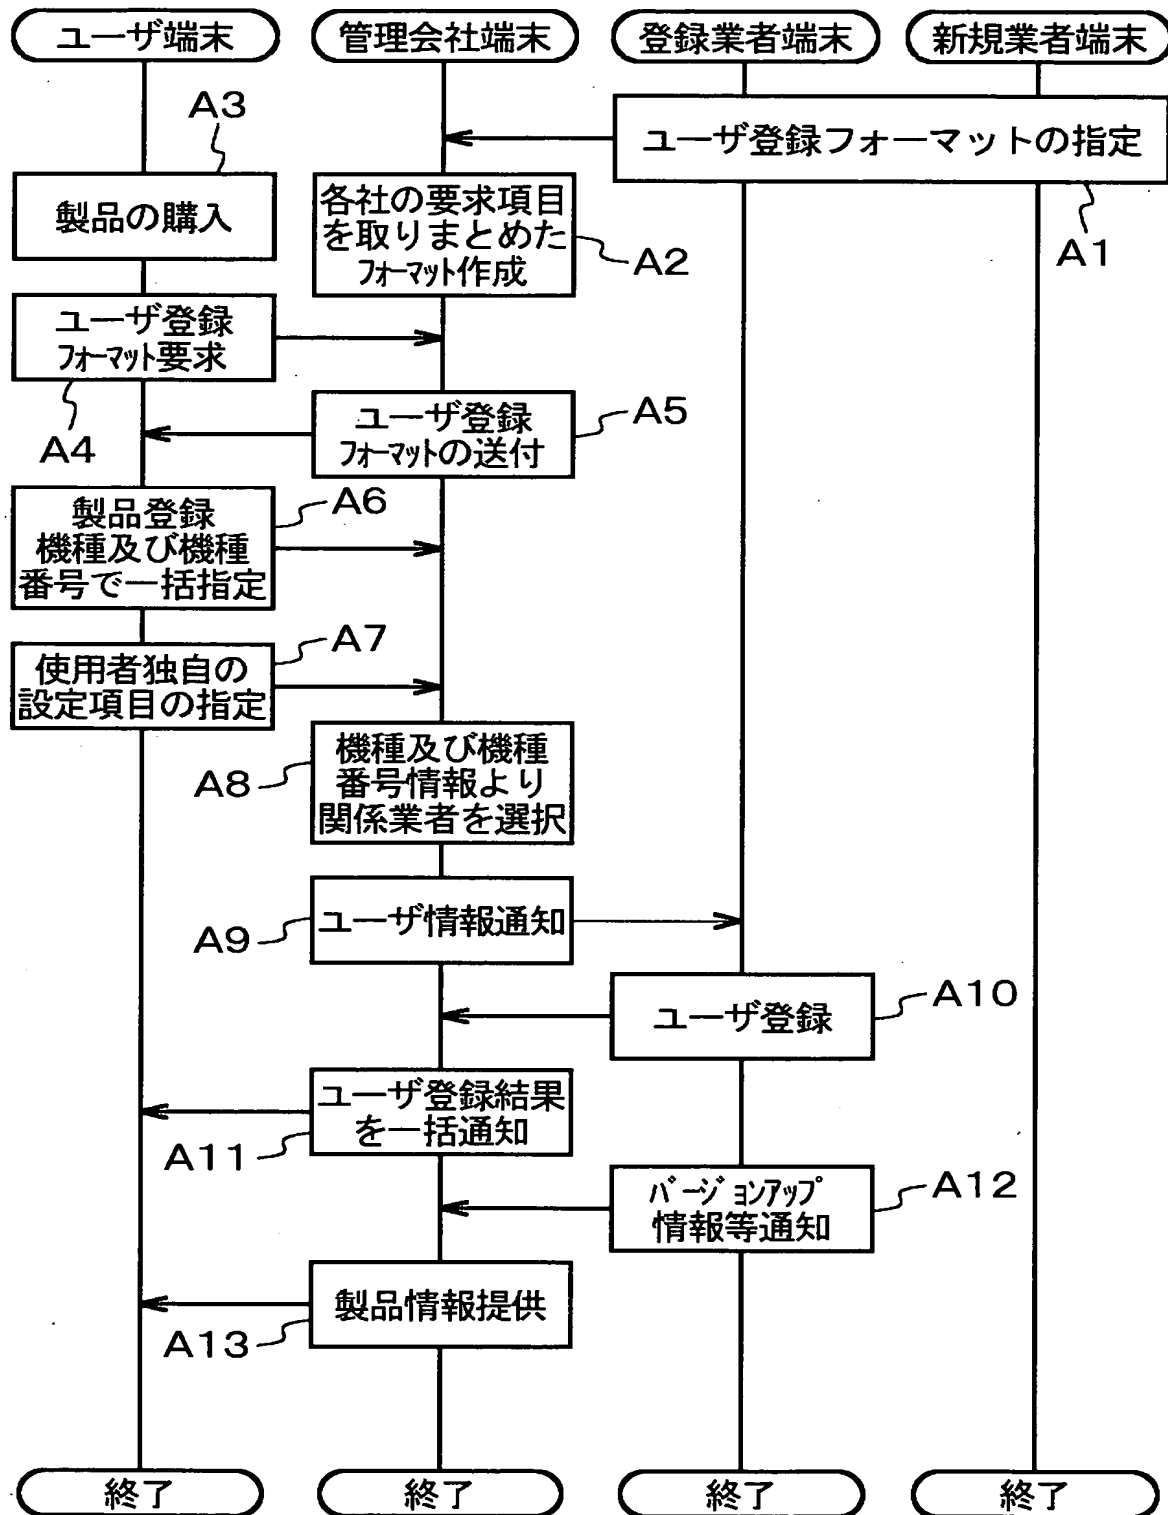 ユーザ端末
管理会社端末
登録業者端末
新規業者端末
ユーザ登録フォーマットの指定
A1
各社の要求項目
を取りまとめた
フォーマット作成
A2
A3
製品の購入
ユーザ登録
フォーマット要求
A4
ユーザ登録
フォーマットの送付
A5
製品登録
機種及び機種
番号で一括指定
A6
使用者独自の
設定項目の指定
A7
機種及び機種
番号情報より
関係業者を選択
A8
ユーザ情報通知
A9
ユーザ登録
A10
ユーザ登録結果
を一括通知
A11
バージョンアップ
情報等通知
A12
製品情報提供
A13
終了
終了
終了
終了